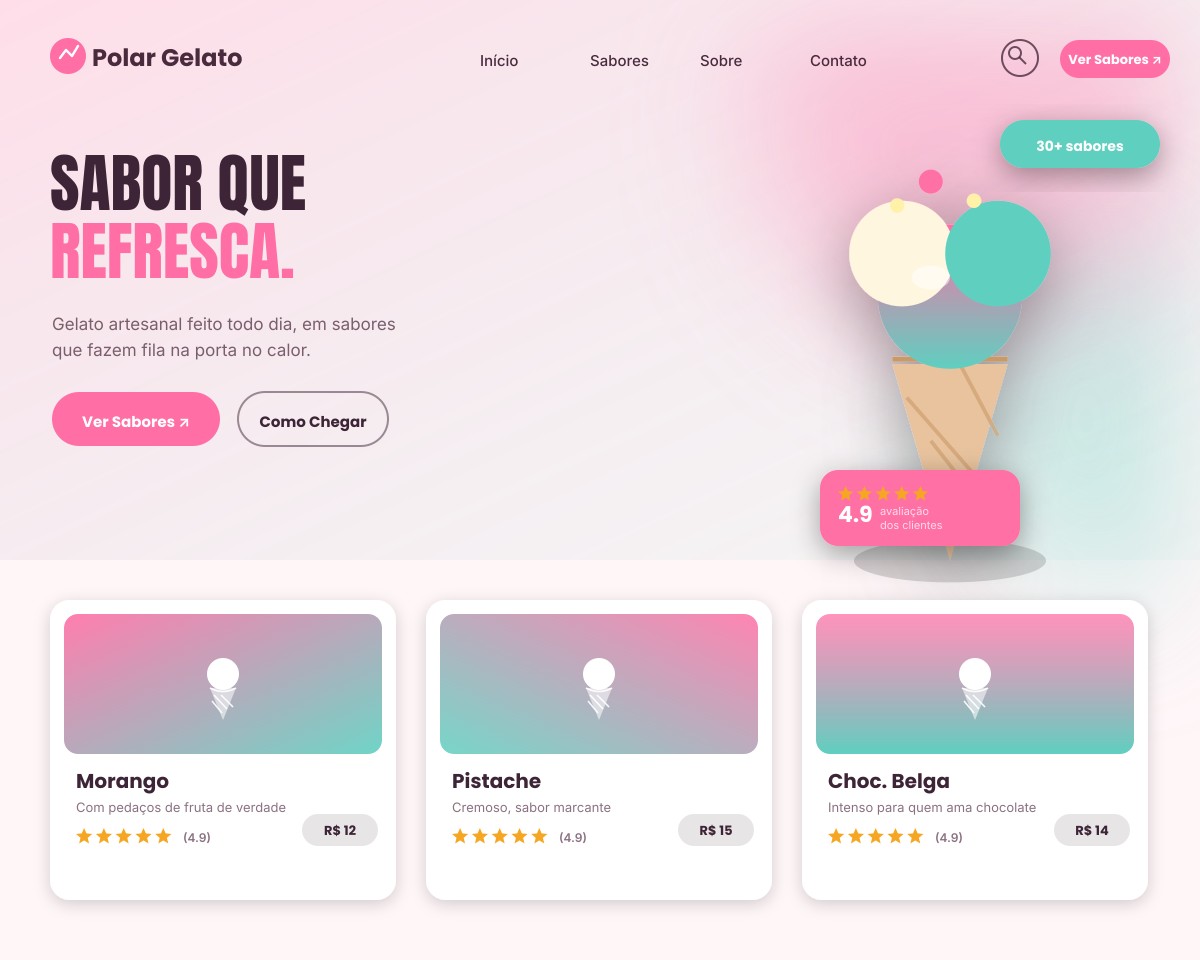 Polar Gelato
Início
Sabores
Sobre
Contato
Ver Sabores ↗
30+ sabores
SABOR QUE
REFRESCA.
Gelato artesanal feito todo dia, em sabores
que fazem fila na porta no calor.
Ver Sabores ↗
Como Chegar
4.9
avaliação
dos clientes
Morango
Com pedaços de fruta de verdade
(4.9)
R$ 12
Pistache
Cremoso, sabor marcante
(4.9)
R$ 15
Choc. Belga
Intenso para quem ama chocolate
(4.9)
R$ 14